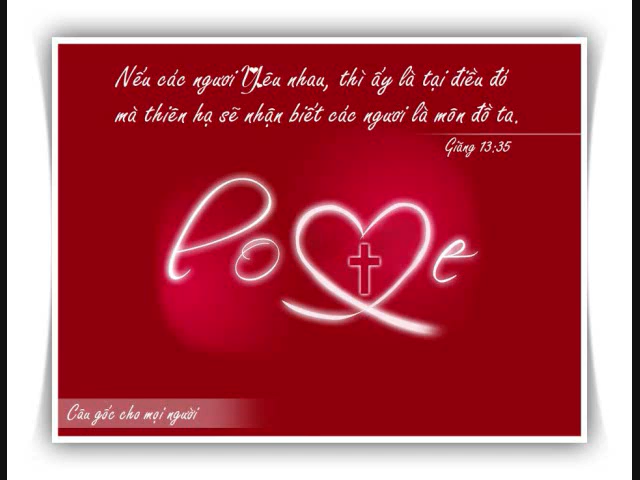 Nếu các ngươi Yêu nhau, thì ấy là tại điều đó
mà thiên hạ sẽ nhận biết các ngươi là môn đồ ta.
Giăng 13:35
love
Câu gốc cho mọi người